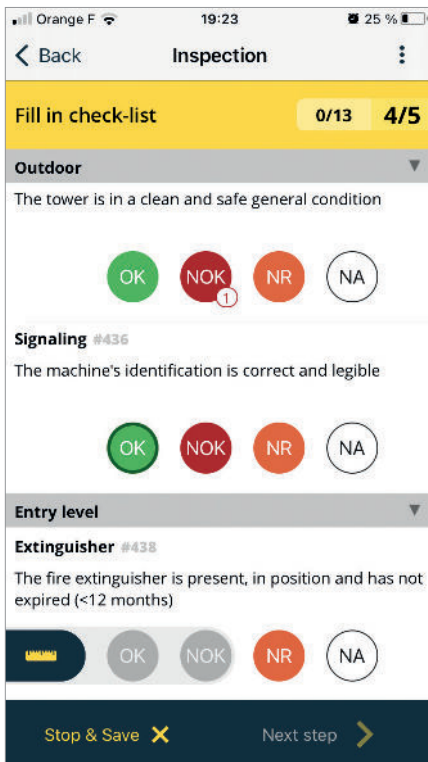 Orange F 19:23 25 %
Back Inspection
Fill in check-list 0/13 4/5
Outdoor
The tower is in a clean and safe general condition
OK NOK NR NA
1
Signaling #436
The machine's identification is correct and legible
OK NOK NR NA
Entry level
Extinguisher #438
The fire extinguisher is present, in position and has not
expired (<12 months)
OK NOK NR NA
Stop & Save Next step